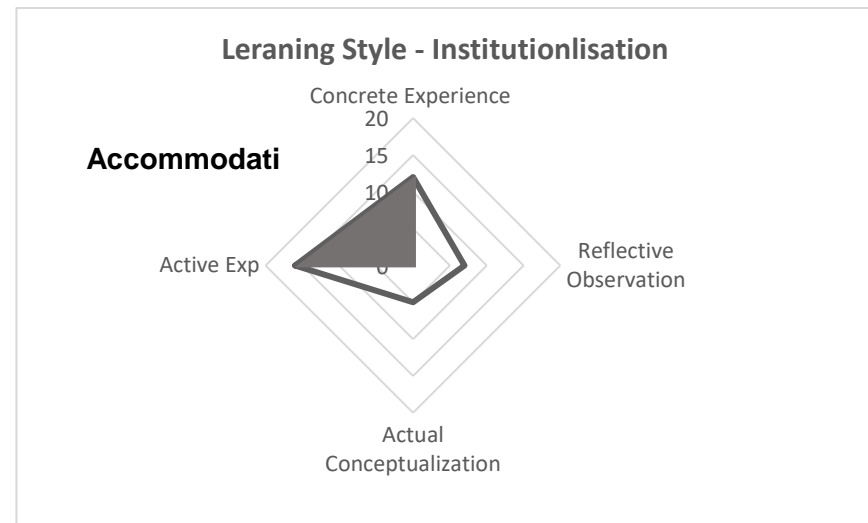 Leraning Style - Institutionlisation
Concrete Experience
20
15
10
0
Accommodati
Active Exp
Reflective
Observation
Actual
Conceptualization